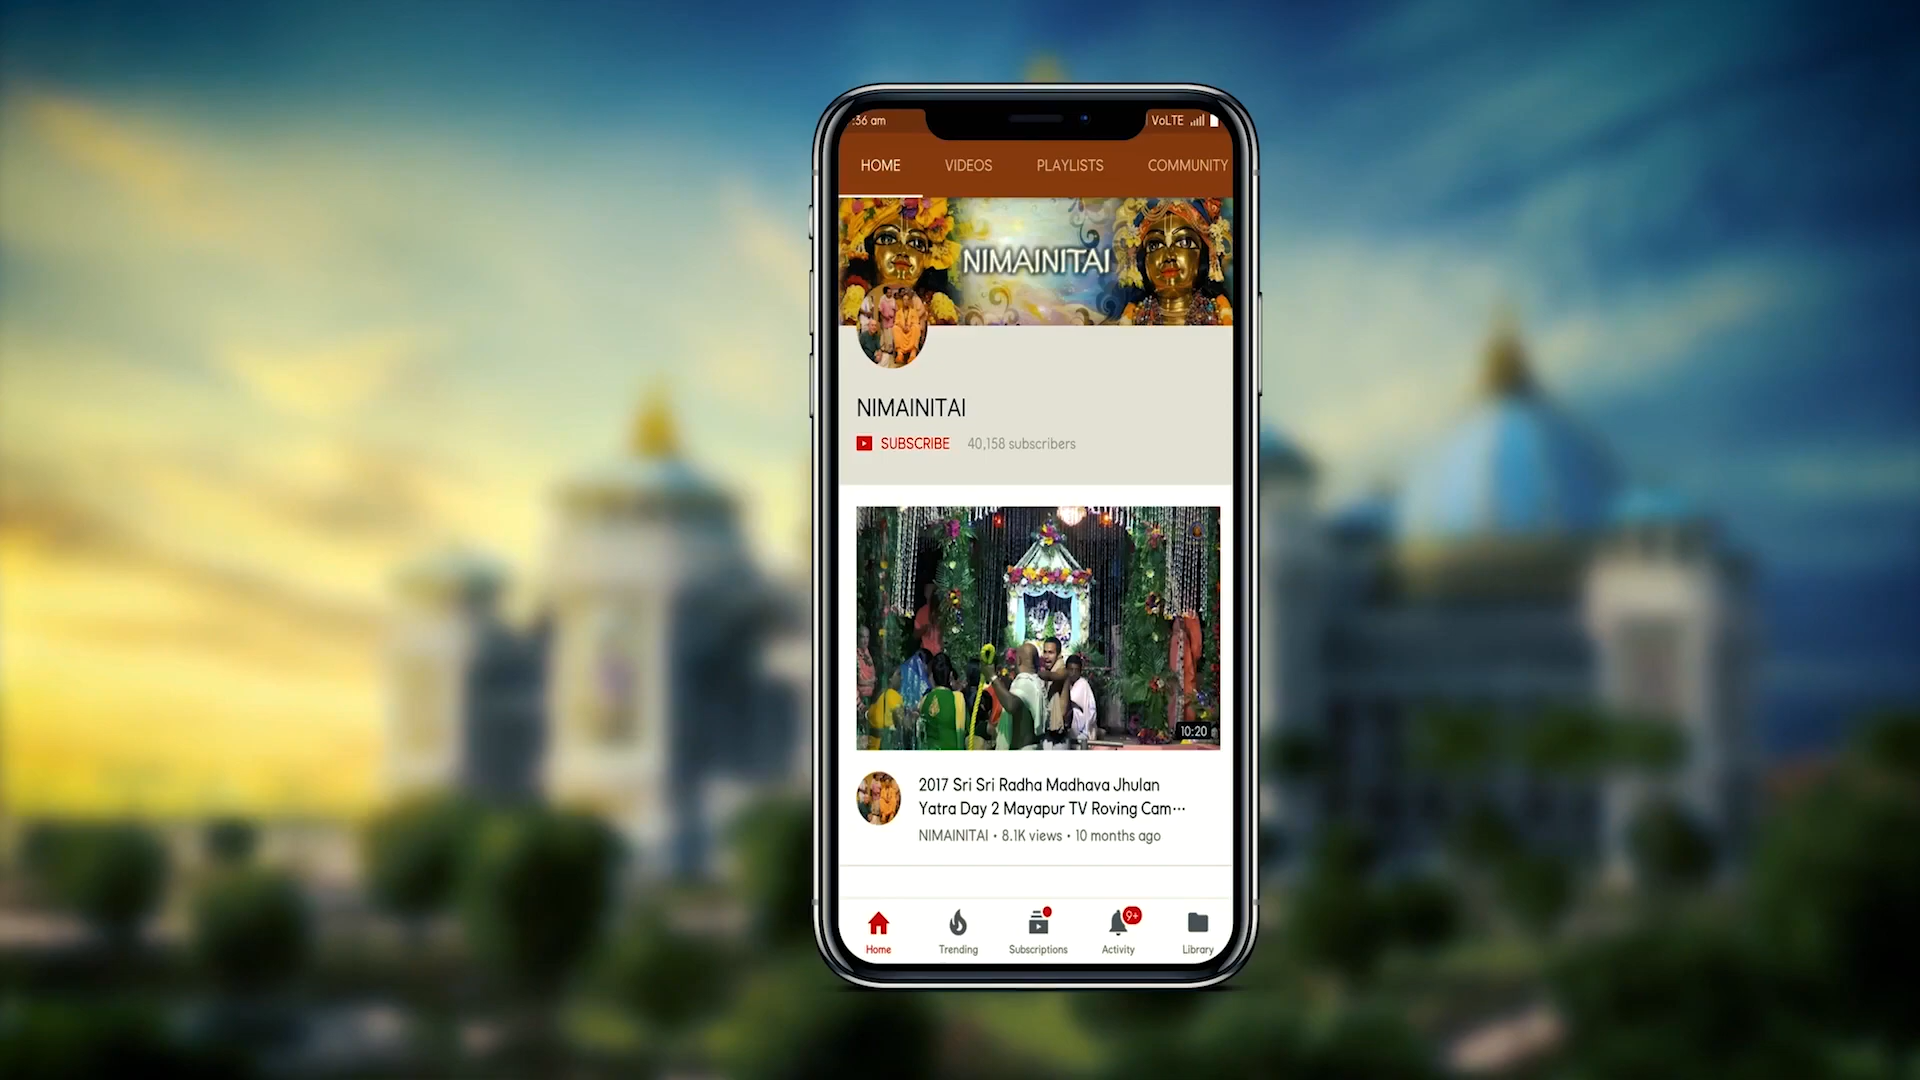 :36 am
VoLTE
HOME
VIDEOS
PLAYLISTS
COMMUNITY
NIMAINITAI
NIMAINITAI
SUBSCRIBE
40,158 subscribers
10:20
2017 Sri Sri Radha Madhava Jhulan
Yatra Day 2 Mayapur TV Roving Cam...
NIMAINITAI • 8.1K views • 10 months ago
9+
Home
Trending
Subscriptions
Activity
Library